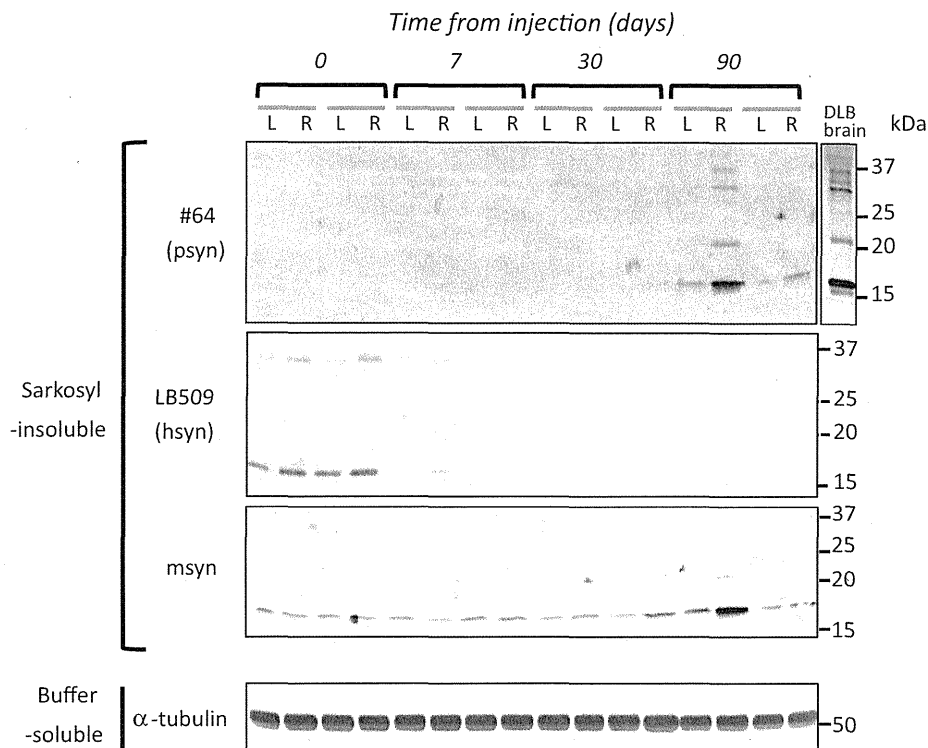 Time from injection (days)
0 7 30 90
L R L R L R L R L R L R L R L R DLB brain kDa
#64
(psyn)
37
25
20
15
Sarkosyl
-insoluble
LB509
(hsyn)
37
25
20
15
msyn
37
25
20
15
Buffer
-soluble
α-tubulin
50